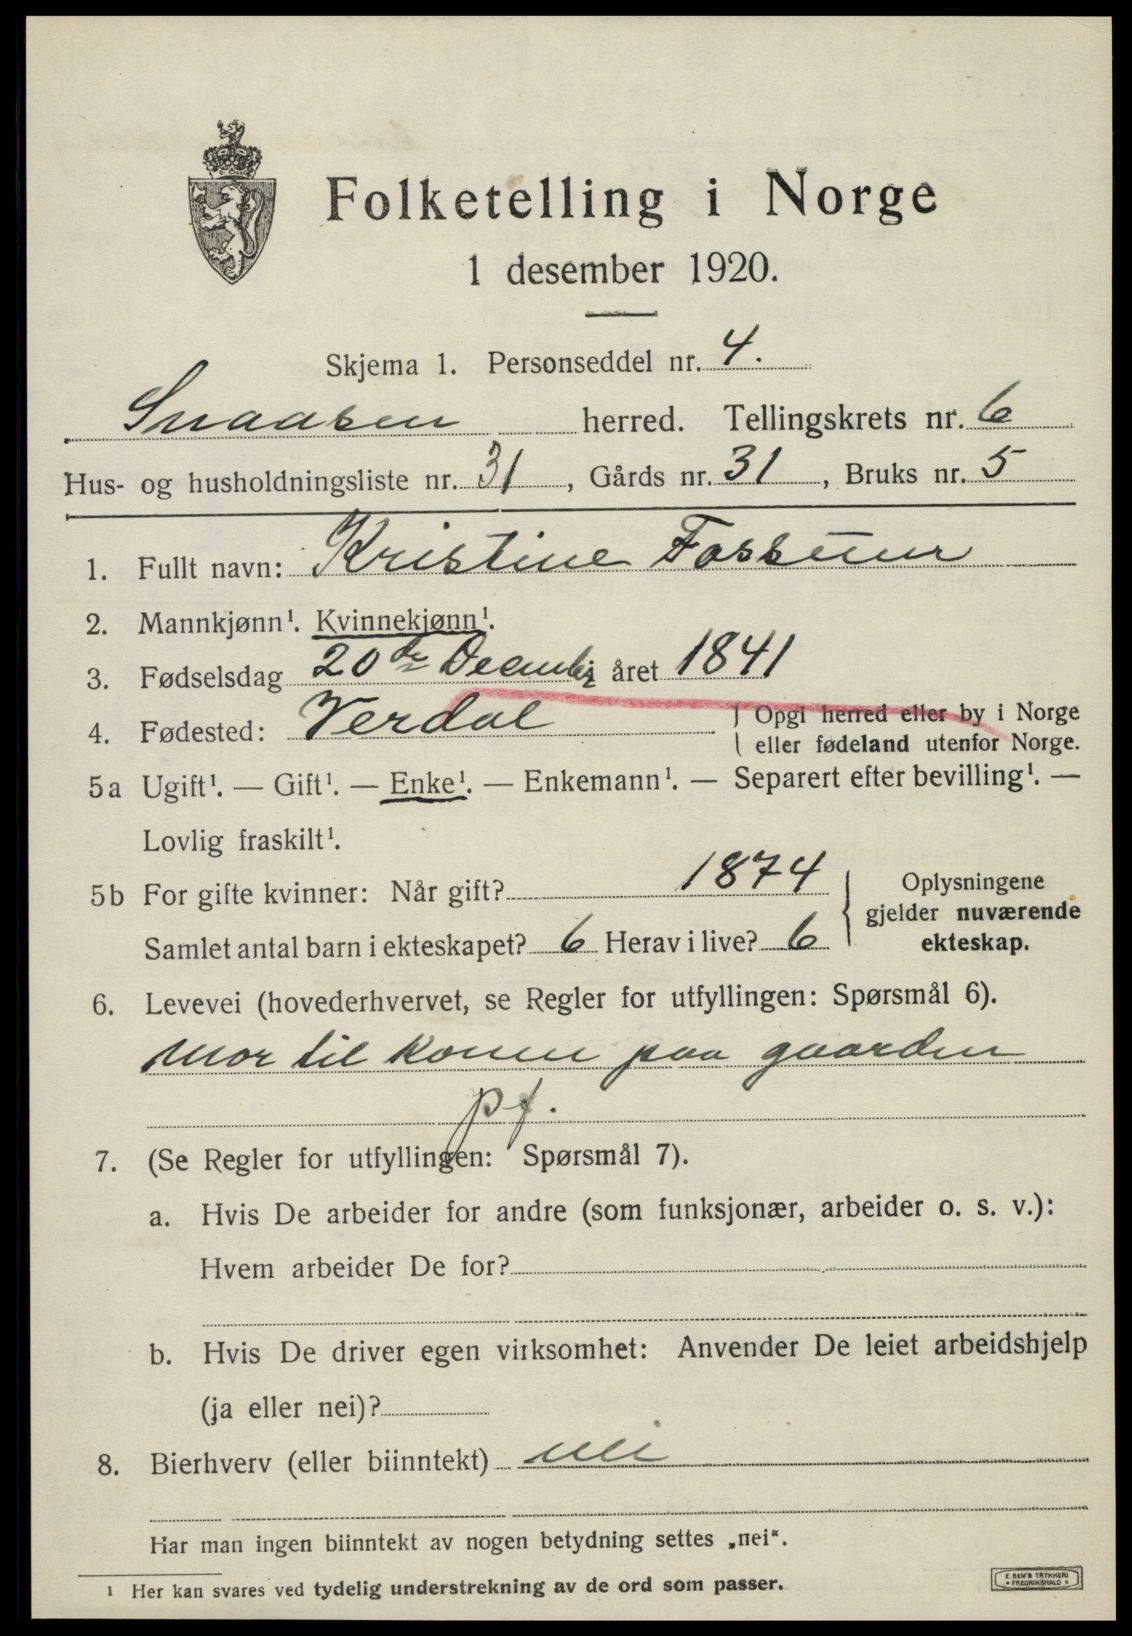 Folketelling i Norge
1 desember 1920.
Skjema 1. Personseddel nr. 4.
Snaasen herred. Tellingskrets nr. 6
Hus- og husholdningsliste nr. 31, Gårds nr. 31, Bruks nr. 5
1. Fullt navn: Kristine Fossum
2. Mannkjønn¹. Kvinnekjønn¹.
3. Fødselsdag 20de Decembr året 1841
4. Fødested: Verdal { Opgi herred eller by i Norge
eller fødeland utenfor Norge.
5a Ugift¹. — Gift¹. — Enke¹. — Enkemann¹. — Separert efter bevilling¹. —
Lovlig fraskilt¹.
5b For gifte kvinner: Når gift? 1874
Samlet antal barn i ekteskapet? 6 Herav i live? 6
{ Oplysningene
gjelder nuværende
ekteskap.
6. Levevei (hovederhvervet, se Regler for utfyllingen: Spørsmål 6).
Mor til konen paa gaarden
pf.
7. (Se Regler for utfyllingen: Spørsmål 7).
a. Hvis De arbeider for andre (som funksjonær, arbeider o. s. v.):
Hvem arbeider De for?
b. Hvis De driver egen virksomhet: Anvender De leiet arbeidshjelp
(ja eller nei)?
8. Bierhverv (eller biinntekt) nei
Har man ingen biinntekt av nogen betydning settes „nei“.
¹ Her kan svares ved tydelig understrekning av de ord som passer.
E. SEM'S TRYKKERI
• FREDRIKSHALD •